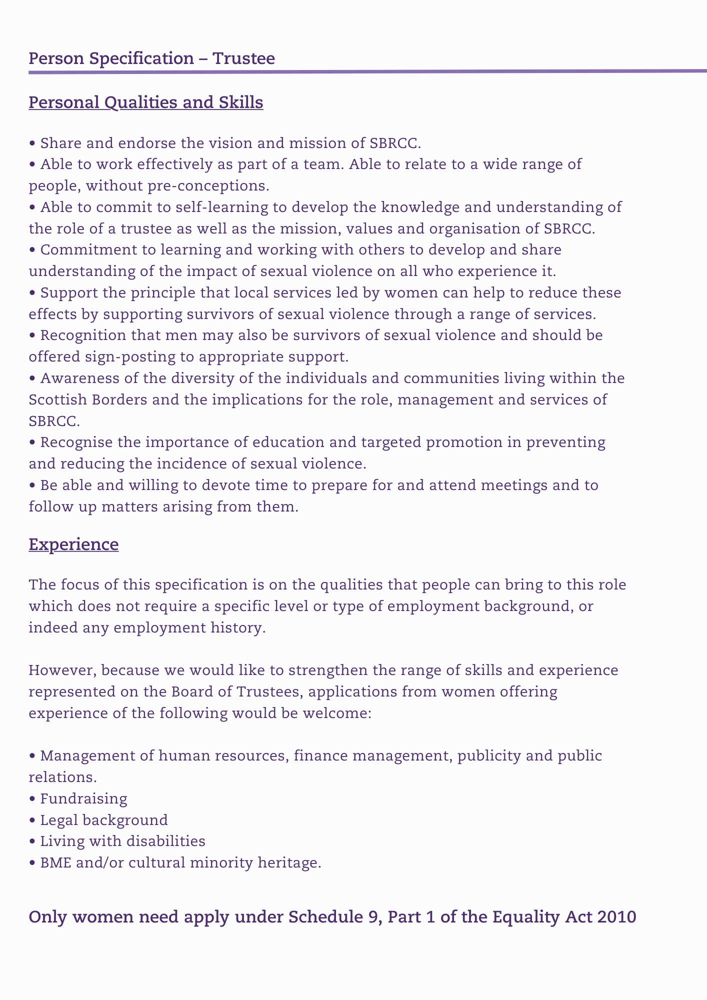 Person Specification – Trustee
Personal Qualities and Skills
• Share and endorse the vision and mission of SBRCC.
• Able to work effectively as part of a team. Able to relate to a wide range of
people, without pre-conceptions.
• Able to commit to self-learning to develop the knowledge and understanding of
the role of a trustee as well as the mission, values and organisation of SBRCC.
• Commitment to learning and working with others to develop and share
understanding of the impact of sexual violence on all who experience it.
• Support the principle that local services led by women can help to reduce these
effects by supporting survivors of sexual violence through a range of services.
• Recognition that men may also be survivors of sexual violence and should be
offered sign-posting to appropriate support.
• Awareness of the diversity of the individuals and communities living within the
Scottish Borders and the implications for the role, management and services of
SBRCC.
• Recognise the importance of education and targeted promotion in preventing
and reducing the incidence of sexual violence.
• Be able and willing to devote time to prepare for and attend meetings and to
follow up matters arising from them.
Experience
The focus of this specification is on the qualities that people can bring to this role
which does not require a specific level or type of employment background, or
indeed any employment history.
However, because we would like to strengthen the range of skills and experience
represented on the Board of Trustees, applications from women offering
experience of the following would be welcome:
• Management of human resources, finance management, publicity and public
relations.
• Fundraising
• Legal background
• Living with disabilities
• BME and/or cultural minority heritage.
Only women need apply under Schedule 9, Part 1 of the Equality Act 2010